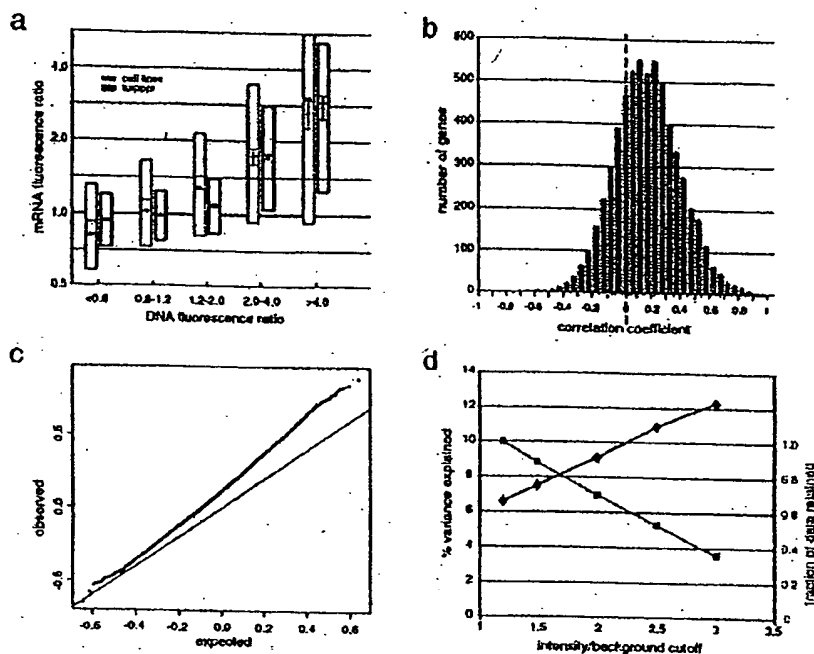 a
mRNA fluorescence ratio
4.0
2.0
1.0
0.5
cell lines
tumors
<0.8
0.8-1.2
1.2-2.0
2.0-4.0
>4.0
DNA fluorescence ratio
b
number of genes
600
500
400
300
200
100
0
-1 -0.8 -0.6 -0.4 -0.2 0 0.2 0.4 0.6 0.8 1
correlation coefficient
c
observed
0.5
0.0
-0.5
-0.6 -0.4 -0.2 0.0 0.2 0.4 0.6
expected
d
% variance explained
14
12
10
8
6
4
2
0
1 1.5 2 2.5 3 3.5
intensity/background cutoff
1.0
0.8
0.6
0.4
0.2
0
fraction of data retained